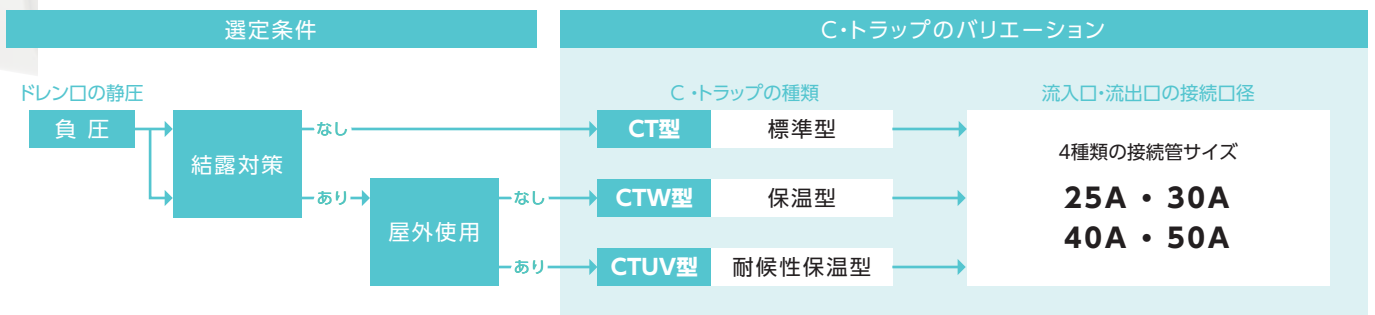 選定条件
C・トラップのバリエーション
ドレン口の静圧
C・トラップの種類
流入口・流出口の接続口径
負圧
結露対策
なし
CT型
標準型
4種類の接続管サイズ
25A・30A
40A・50A
あり
屋外使用
なし
CTW型
保温型
あり
CTUV型
耐候性保温型